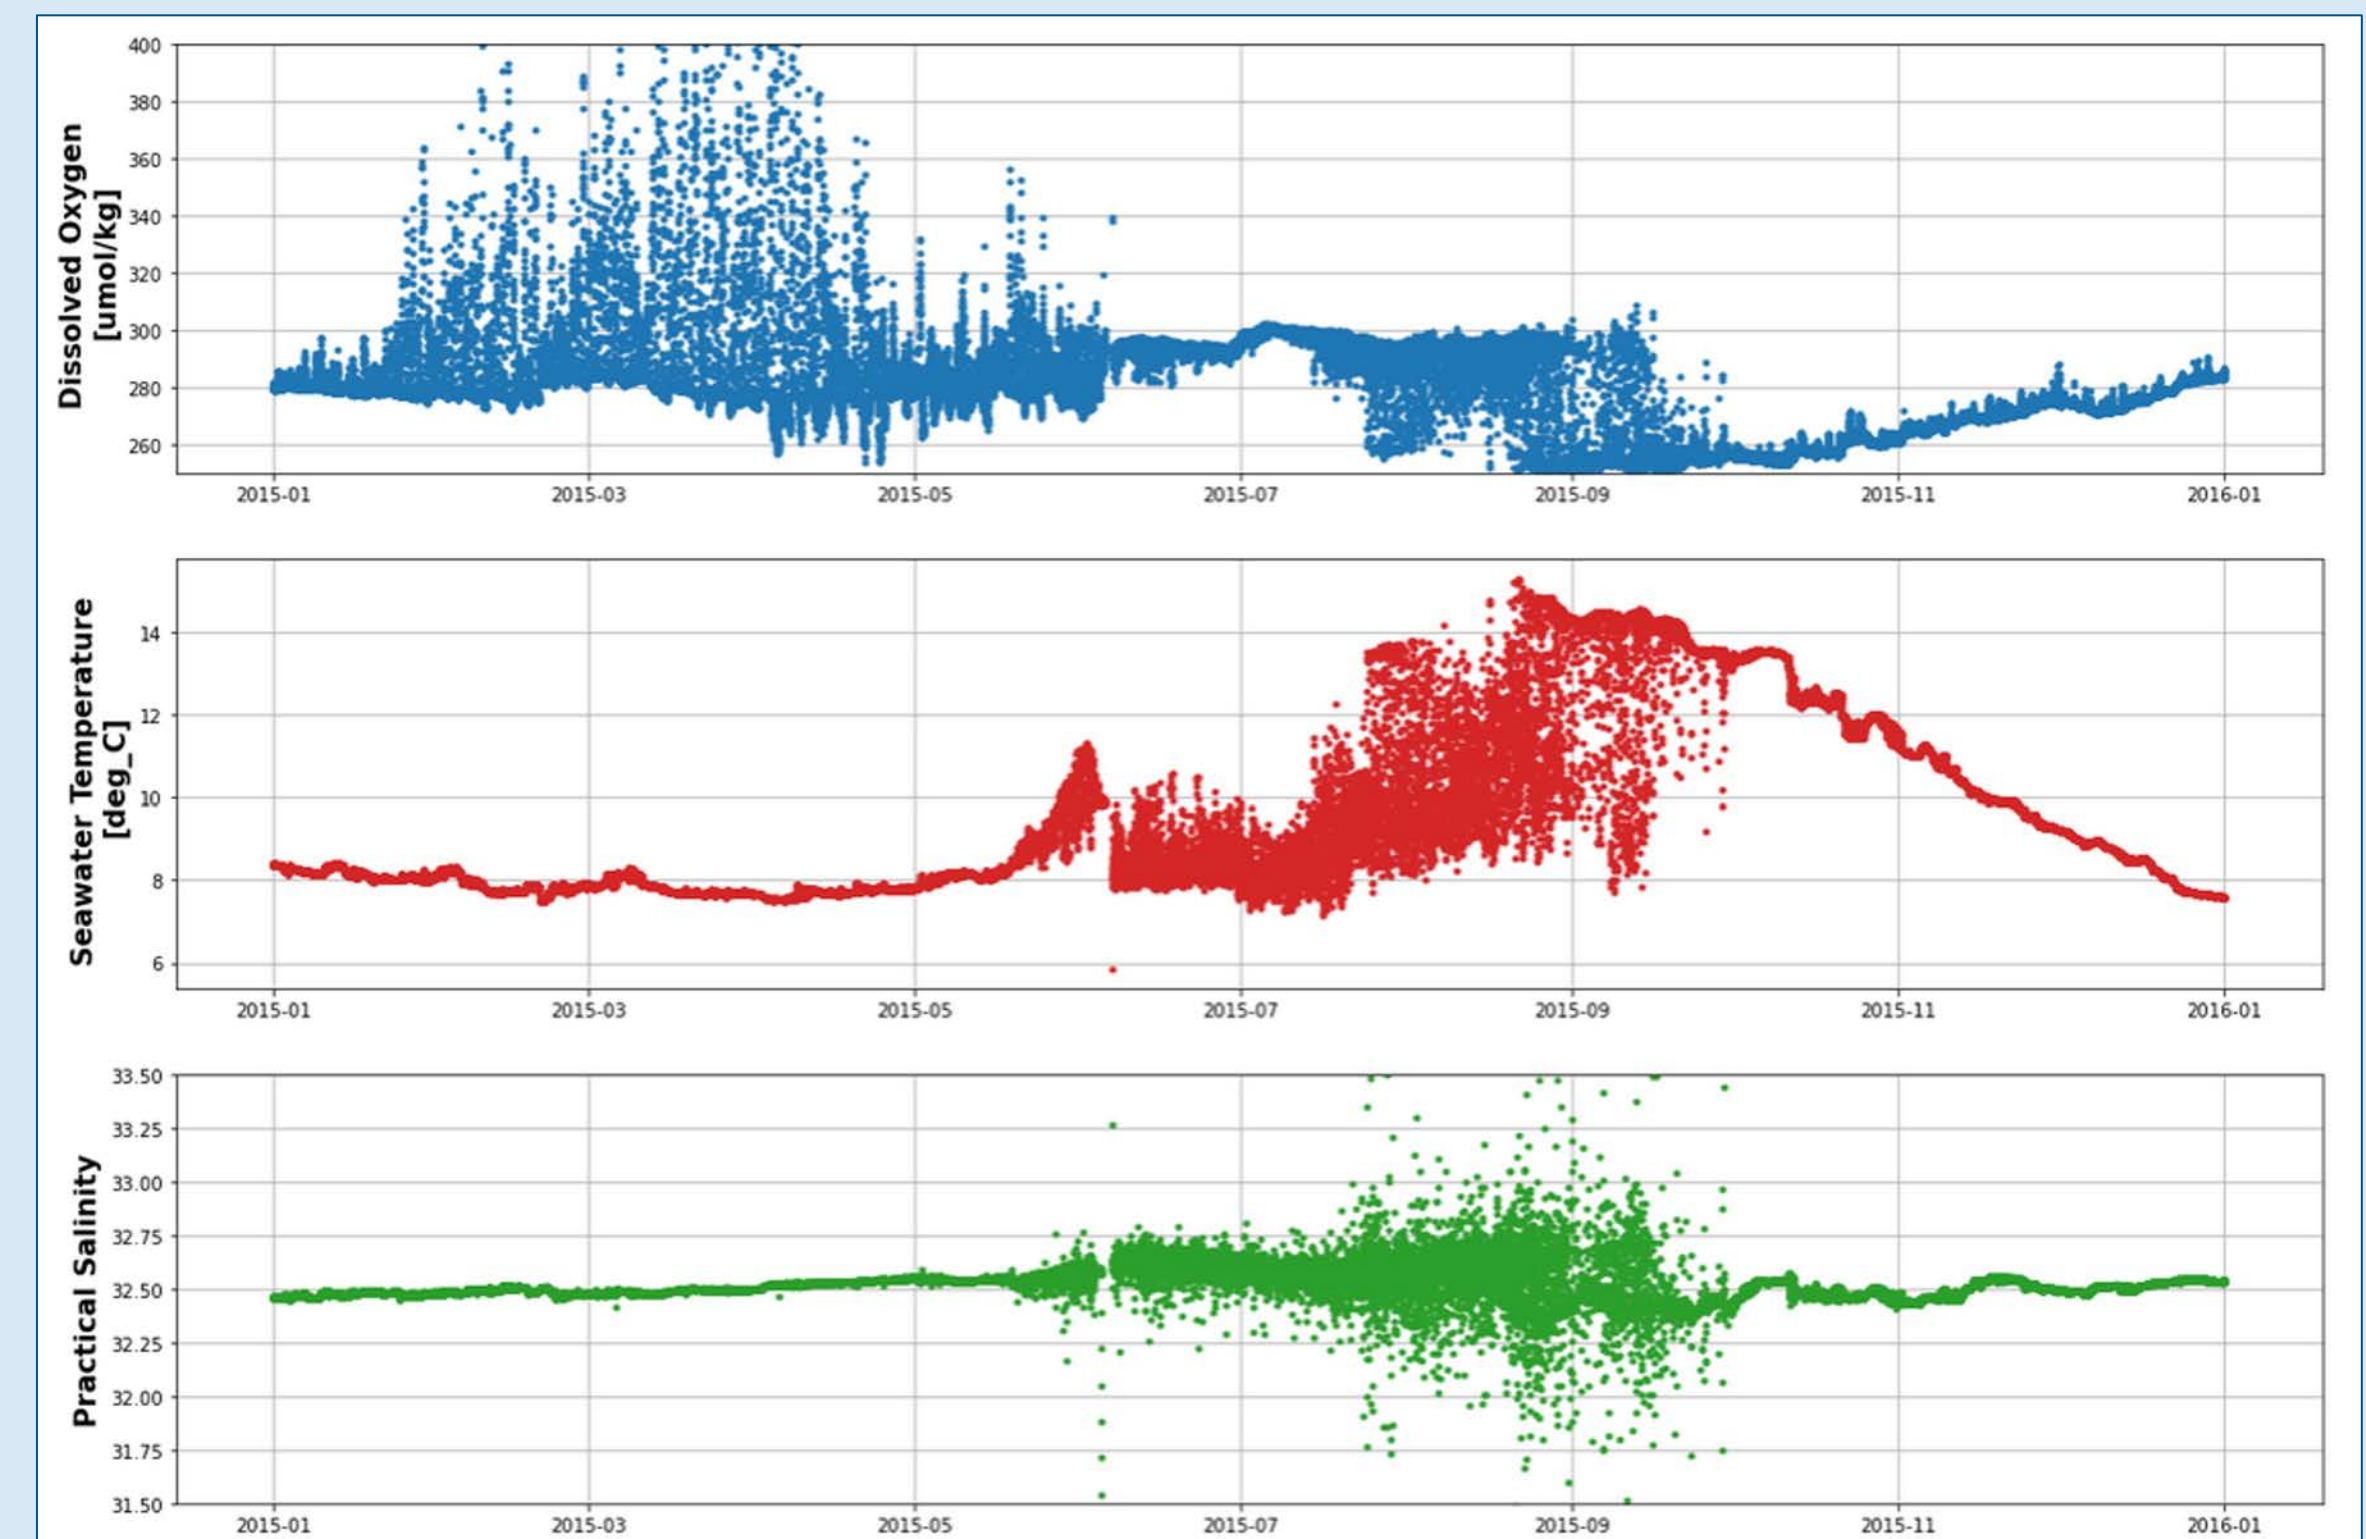 400
380
360
340
320
300
280
260
Dissolved Oxygen
[umol/kg]
2015-01 2015-03 2015-05 2015-07 2015-09 2015-11 2016-01
14
12
10
8
6
Seawater Temperature
[deg_C]
2015-01 2015-03 2015-05 2015-07 2015-09 2015-11 2016-01
33.50
33.25
33.00
32.75
32.50
32.25
32.00
31.75
31.50
Practical Salinity
2015-01 2015-03 2015-05 2015-07 2015-09 2015-11 2016-01